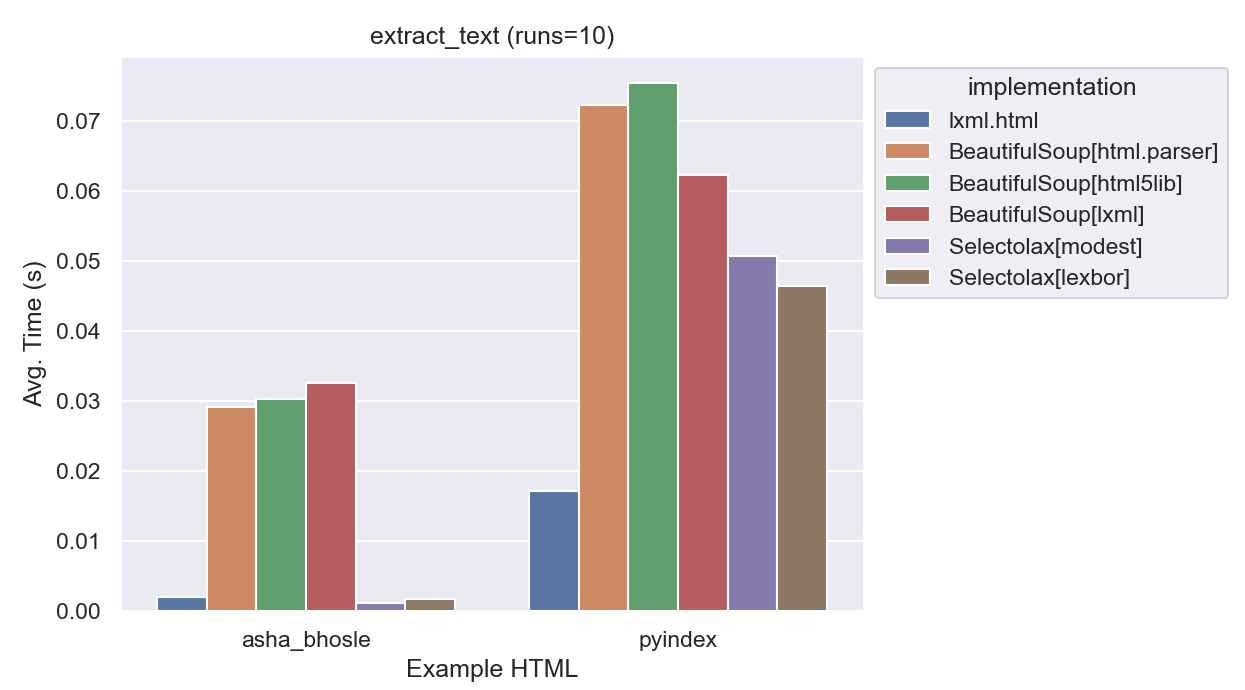 extract_text (runs=10)
implementation
lxml.html
BeautifulSoup[html.parser]
BeautifulSoup[html5lib]
BeautifulSoup[lxml]
Selectolax[modest]
Selectolax[lexbor]
Avg. Time (s)
0.07
0.06
0.05
0.04
0.03
0.02
0.01
0.00
asha_bhosle pyindex
Example HTML